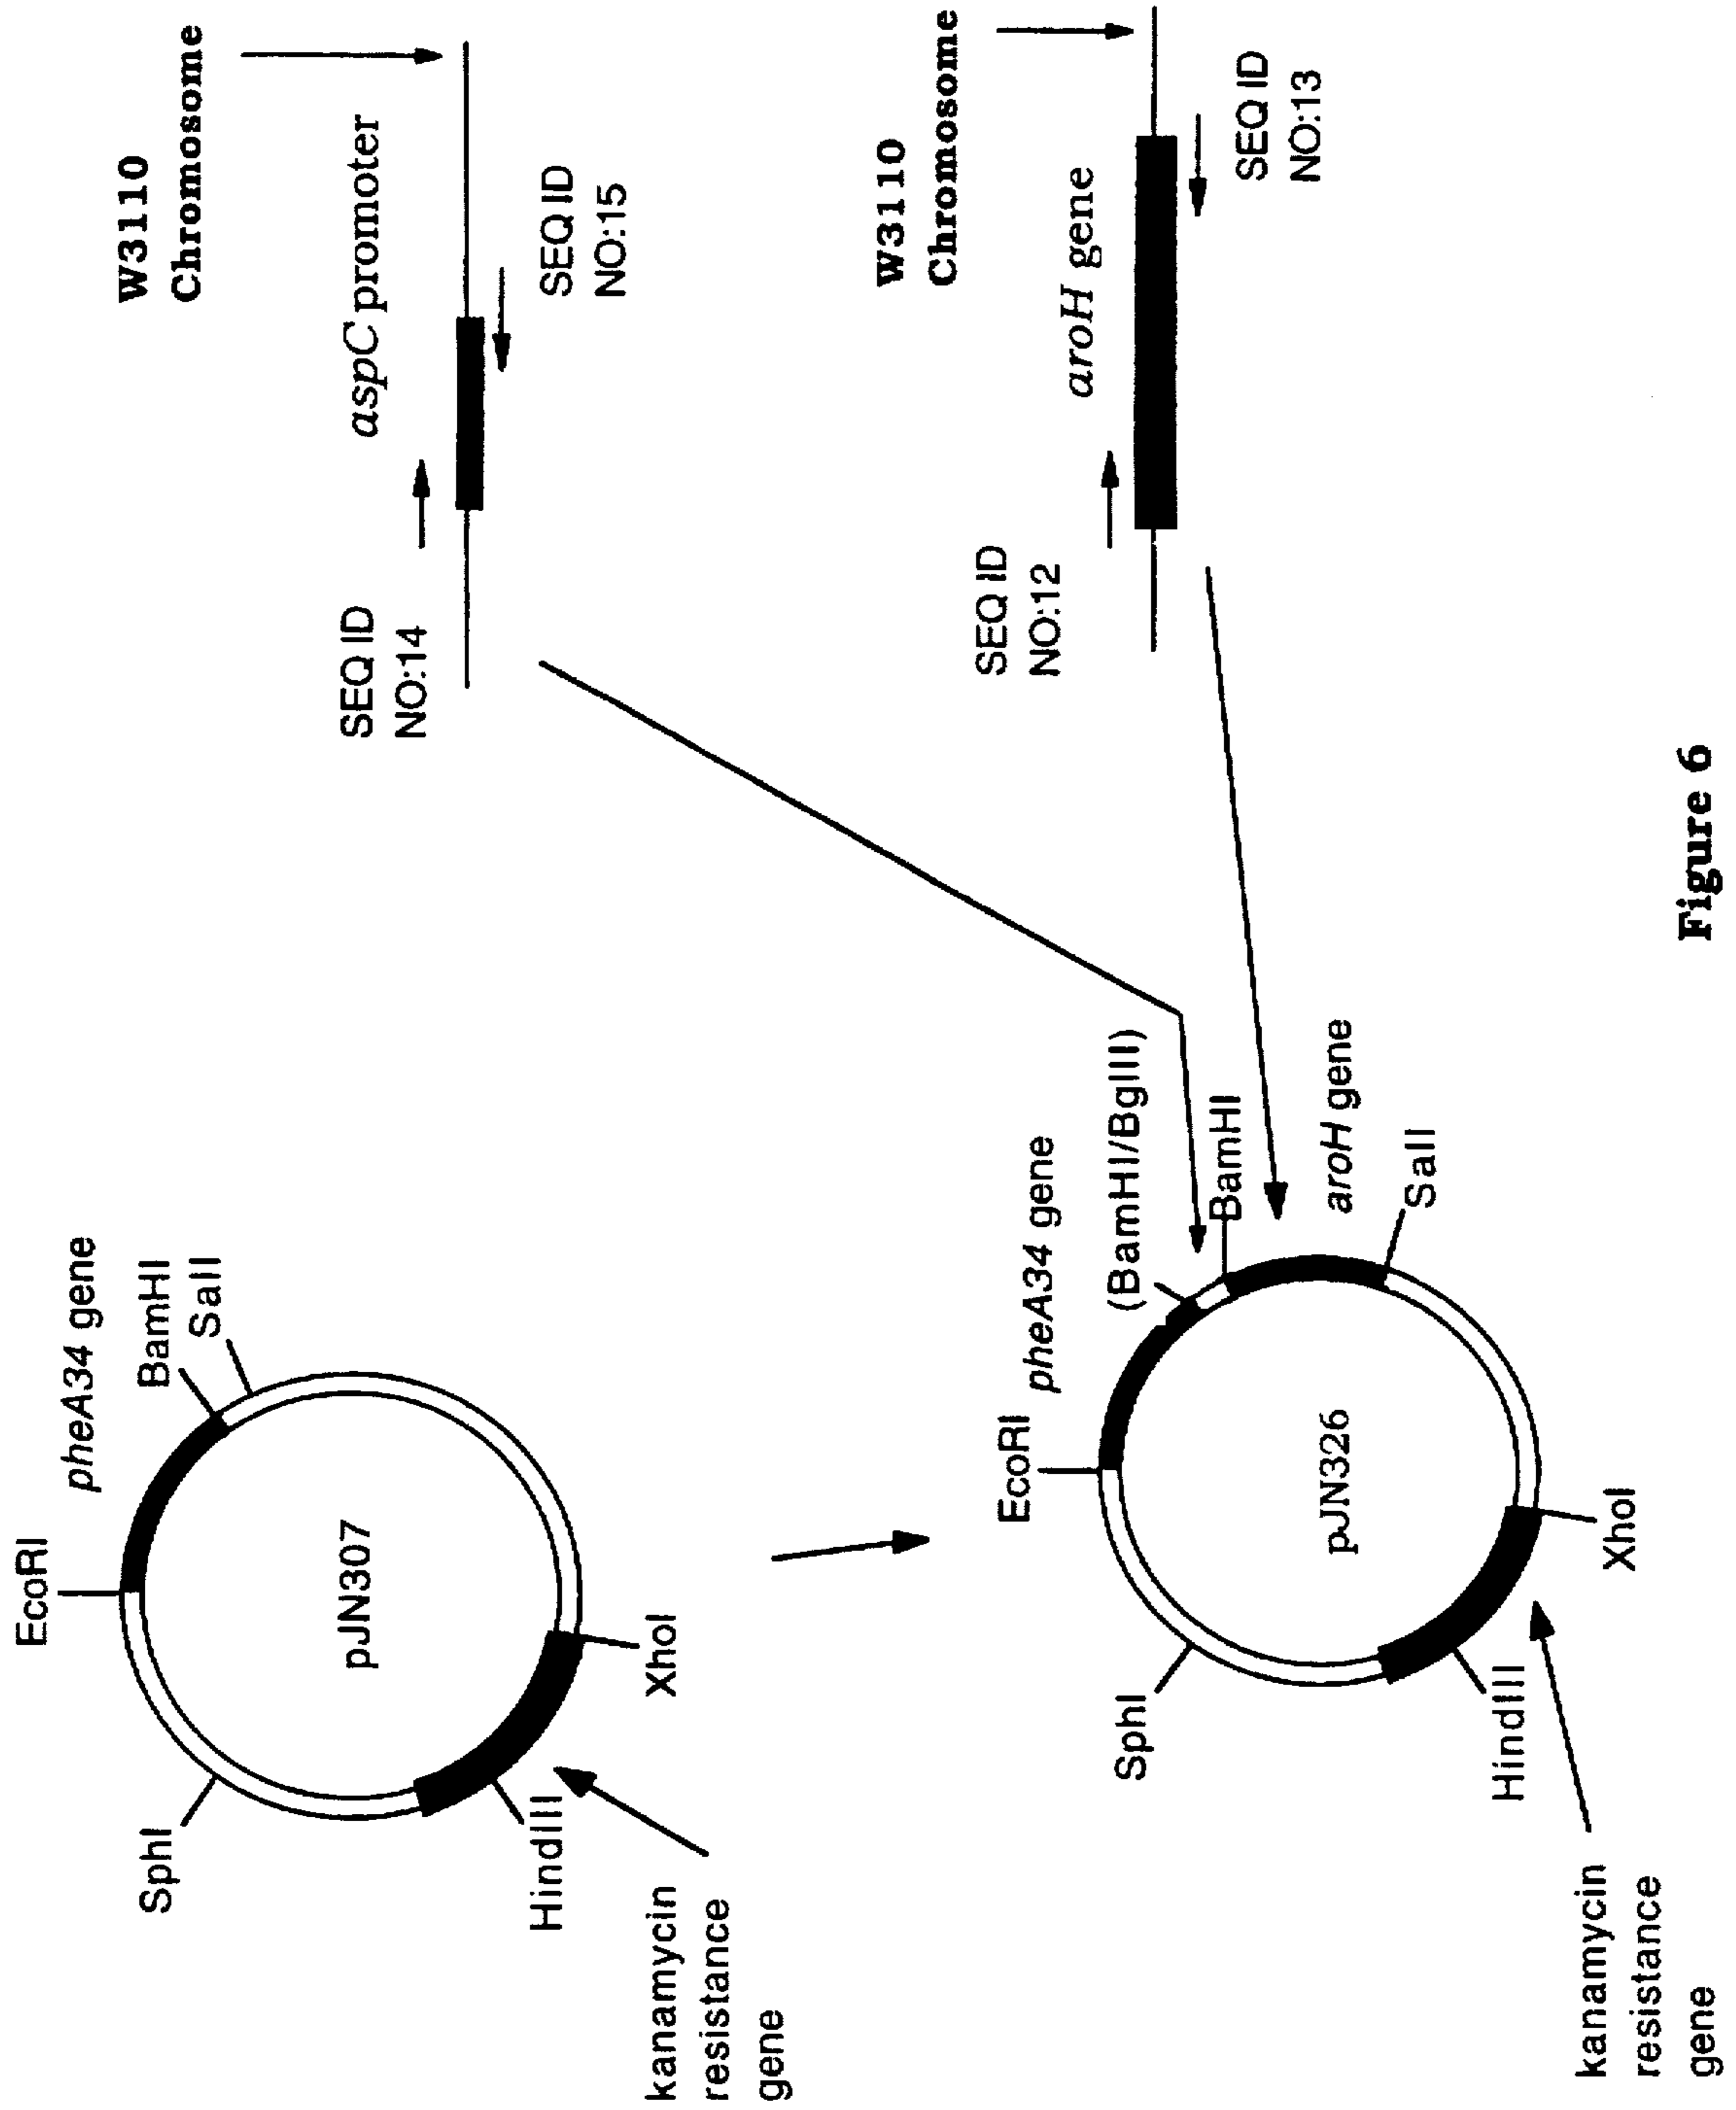 EcoRI
pheA34 gene
BamHI
SalI
SphI
pJN307
HindIII
XhoI
kanamycin
resistance
gene
W3110
Chromosome
aspC promoter
SEQ ID
NO:14
SEQ ID
NO:15
W3110
Chromosome
aroH gene
SEQ ID
NO:12
SEQ ID
NO:13
EcoRI
pheA34 gene
(BamHI/BglII)
BamHI
aroH gene
SalI
SphI
pJN326
HindIII
XhoI
kanamycin
resistance
gene
Figure 6